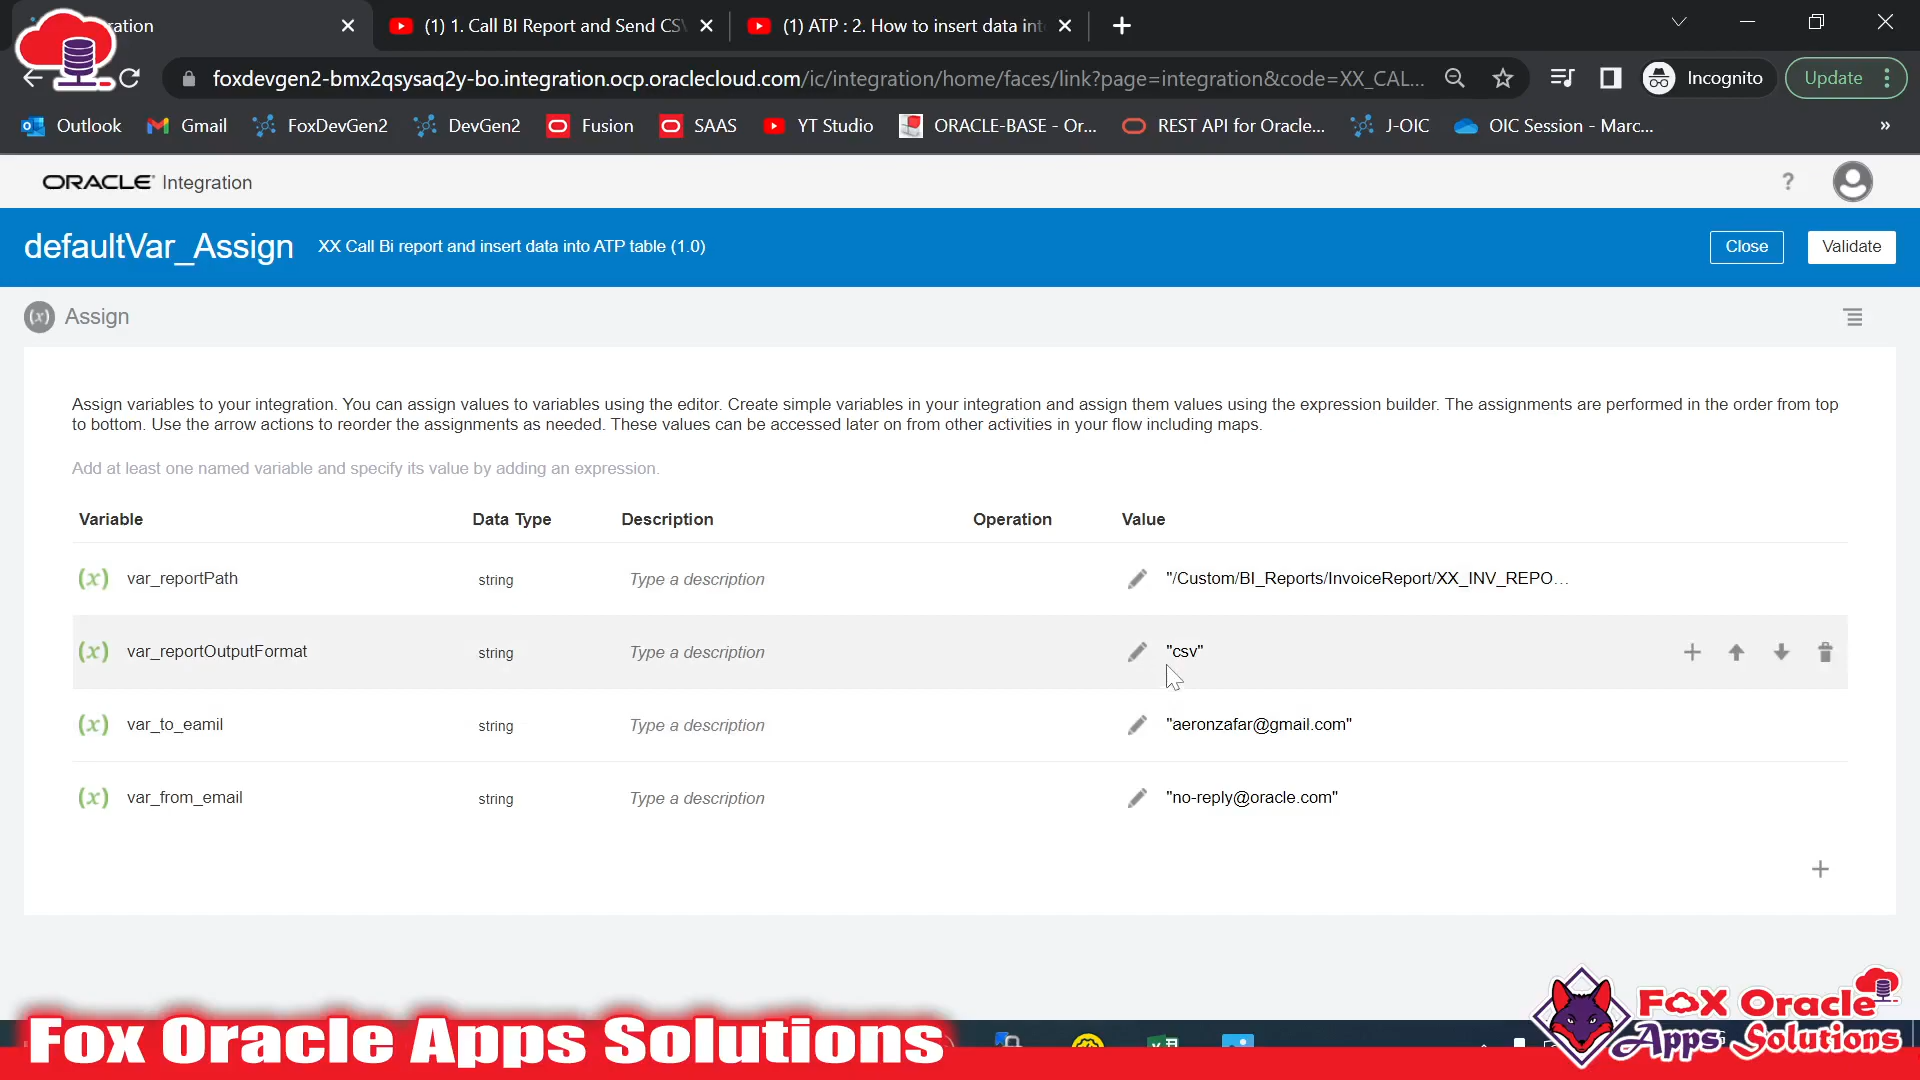 ation
(1) 1. Call BI Report and Send CS
(1) ATP : 2. How to insert data int
foxdevgen2-bmx2qsysaq2y-bo.integration.ocp.oraclecloud.com/ic/integration/home/faces/link?page=integration&code=XX_CAL...
Incognito
Update
Outlook
Gmail
FoxDevGen2
DevGen2
Fusion
SAAS
YT Studio
ORACLE-BASE - Or...
REST API for Oracle...
J-OIC
OIC Session - Marc...
»
ORACLE Integration
?
defaultVar_Assign
XX Call Bi report and insert data into ATP table (1.0)
Close
Validate
(x) Assign
Assign variables to your integration. You can assign values to variables using the editor. Create simple variables in your integration and assign them values using the expression builder. The assignments are performed in the order from top
to bottom. Use the arrow actions to reorder the assignments as needed. These values can be accessed later on from other activities in your flow including maps.
Add at least one named variable and specify its value by adding an expression.
Variable Data Type Description Operation Value
(x) var_reportPath string Type a description "/Custom/BI_Reports/InvoiceReport/XX_INV_REPO...
(x) var_reportOutputFormat string Type a description "csv"
(x) var_to_eamil string Type a description "aeronzafar@gmail.com"
(x) var_from_email string Type a description "no-reply@oracle.com"
Fox Oracle Apps Solutions
FoX Oracle
Apps Solutions